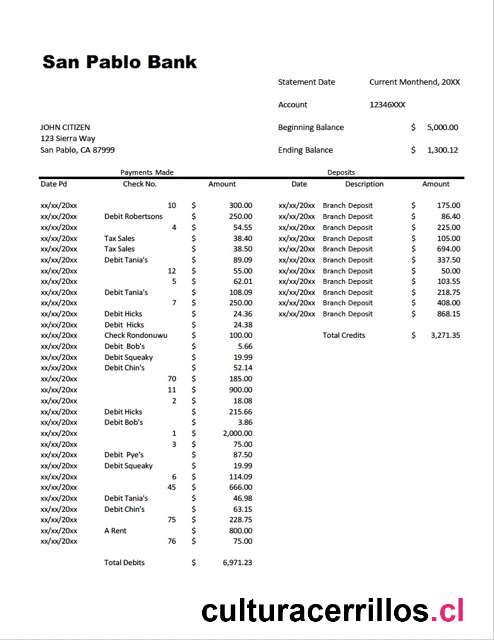 San Pablo Bank
Statement Date Current Monthend, 20XX
Account 12346XXX
JOHN CITIZEN Beginning Balance $ 5,000.00
123 Sierra Way
San Pablo, CA 87999 Ending Balance $ 1,300.12
Payments Made Deposits
Date Pd Check No. Amount Date Description Amount
xx/xx/20xx 10 $ 300.00 xx/xx/20xx Branch Deposit $ 175.00
xx/xx/20xx Debit Robertsons $ 250.00 xx/xx/20xx Branch Deposit $ 86.40
xx/xx/20xx 4 $ 54.55 xx/xx/20xx Branch Deposit $ 225.00
xx/xx/20xx Tax Sales $ 38.40 xx/xx/20xx Branch Deposit $ 105.00
xx/xx/20xx Tax Sales $ 38.50 xx/xx/20xx Branch Deposit $ 694.00
xx/xx/20xx Debit Tania's $ 89.09 xx/xx/20xx Branch Deposit $ 337.50
xx/xx/20xx 12 $ 55.00 xx/xx/20xx Branch Deposit $ 50.00
xx/xx/20xx 5 $ 62.01 xx/xx/20xx Branch Deposit $ 103.55
xx/xx/20xx Debit Tania's $ 108.09 xx/xx/20xx Branch Deposit $ 218.75
xx/xx/20xx 7 $ 250.00 xx/xx/20xx Branch Deposit $ 408.00
xx/xx/20xx Debit Hicks $ 24.36 xx/xx/20xx Branch Deposit $ 868.15
xx/xx/20xx Debit Hicks $ 24.38
xx/xx/20xx Check Rondonuwu $ 100.00 Total Credits $ 3,271.35
xx/xx/20xx Debit Bob's $ 5.66
xx/xx/20xx Debit Squeaky $ 19.99
xx/xx/20xx Debit Chin's $ 52.14
xx/xx/20xx 70 $ 185.00
xx/xx/20xx 11 $ 900.00
xx/xx/20xx 2 $ 18.08
xx/xx/20xx Debit Hicks $ 215.66
xx/xx/20xx Debit Bob's $ 3.86
xx/xx/20xx 1 $ 2,000.00
xx/xx/20xx 3 $ 75.00
xx/xx/20xx Debit Pye's $ 87.50
xx/xx/20xx Debit Squeaky $ 19.99
xx/xx/20xx 6 $ 114.09
xx/xx/20xx 45 $ 666.00
xx/xx/20xx Debit Tania's $ 46.98
xx/xx/20xx Debit Chin's $ 63.15
xx/xx/20xx 75 $ 228.75
xx/xx/20xx A Rent $ 800.00
xx/xx/20xx 76 $ 75.00
Total Debits $ 6,971.23
culturacerrillos.cl